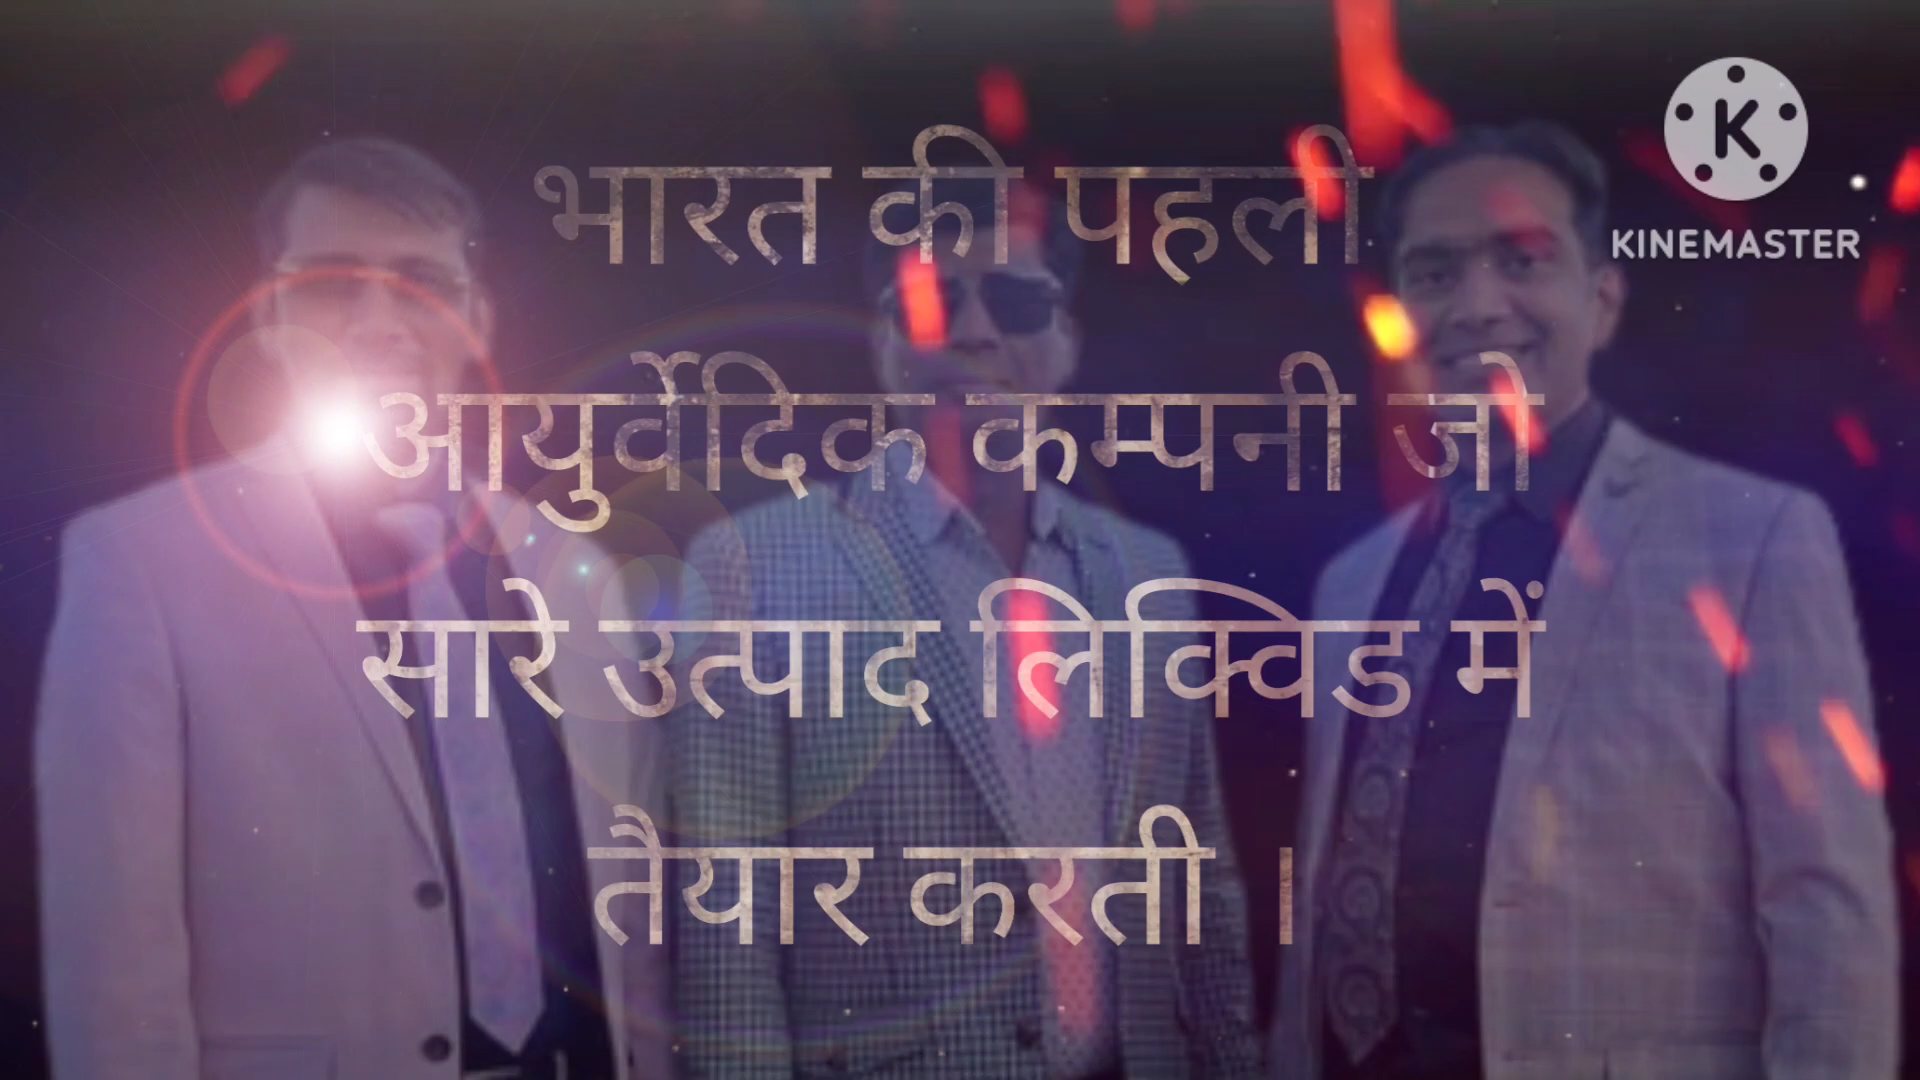 भारत की पहली
आयुर्वेदिक कम्पनी जो
सारे उत्पाद लिक्विड में
तैयार करती ।
K
KINEMASTER